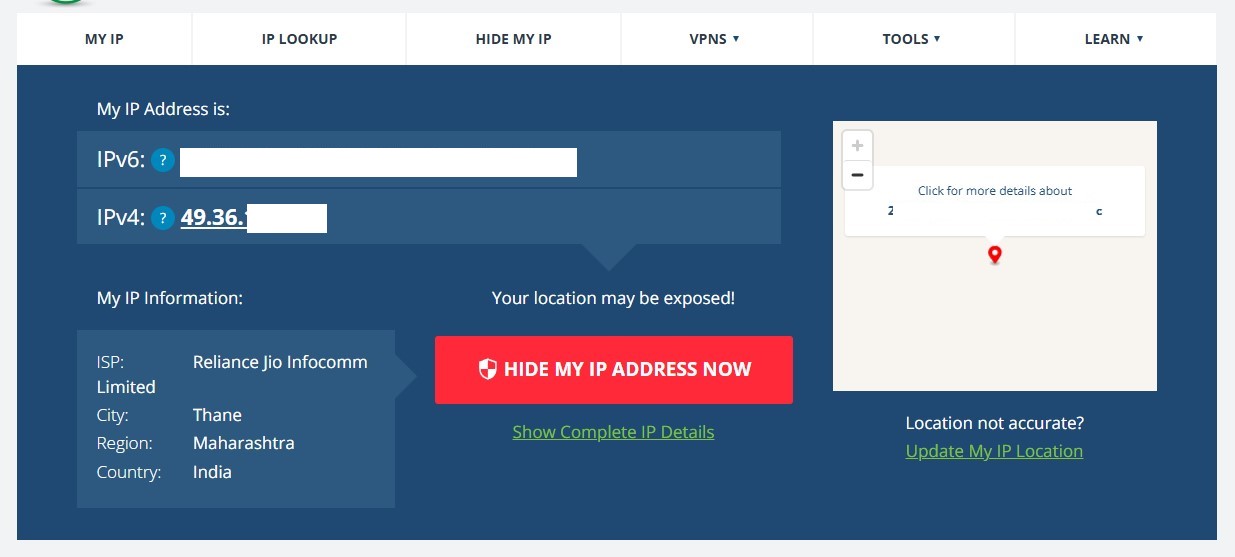 MY IP
IP LOOKUP
HIDE MY IP
VPNS ▼
TOOLS ▼
LEARN ▼
My IP Address is:
IPv6: ?
IPv4: ? 49.36.
My IP Information:
ISP: Reliance Jio Infocomm
Limited
City: Thane
Region: Maharashtra
Country: India
Your location may be exposed!
HIDE MY IP ADDRESS NOW
Show Complete IP Details
+
−
Click for more details about
2 c
Location not accurate?
Update My IP Location